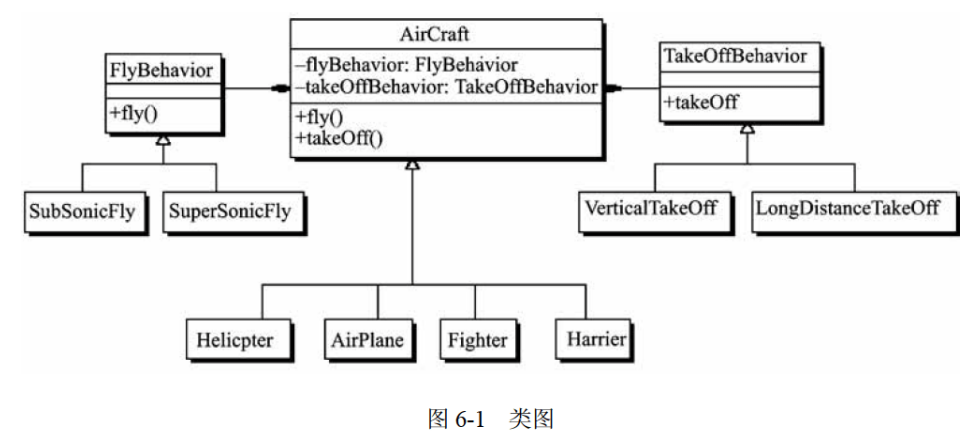 AirCraft
–flyBehavior: FlyBehavior
–takeOffBehavior: TakeOffBehavior
+fly()
+takeOff()
FlyBehavior
+fly()
TakeOffBehavior
+takeOff
SubSonicFly
SuperSonicFly
VerticalTakeOff
LongDistanceTakeOff
Helicpter
AirPlane
Fighter
Harrier
图 6-1 类图